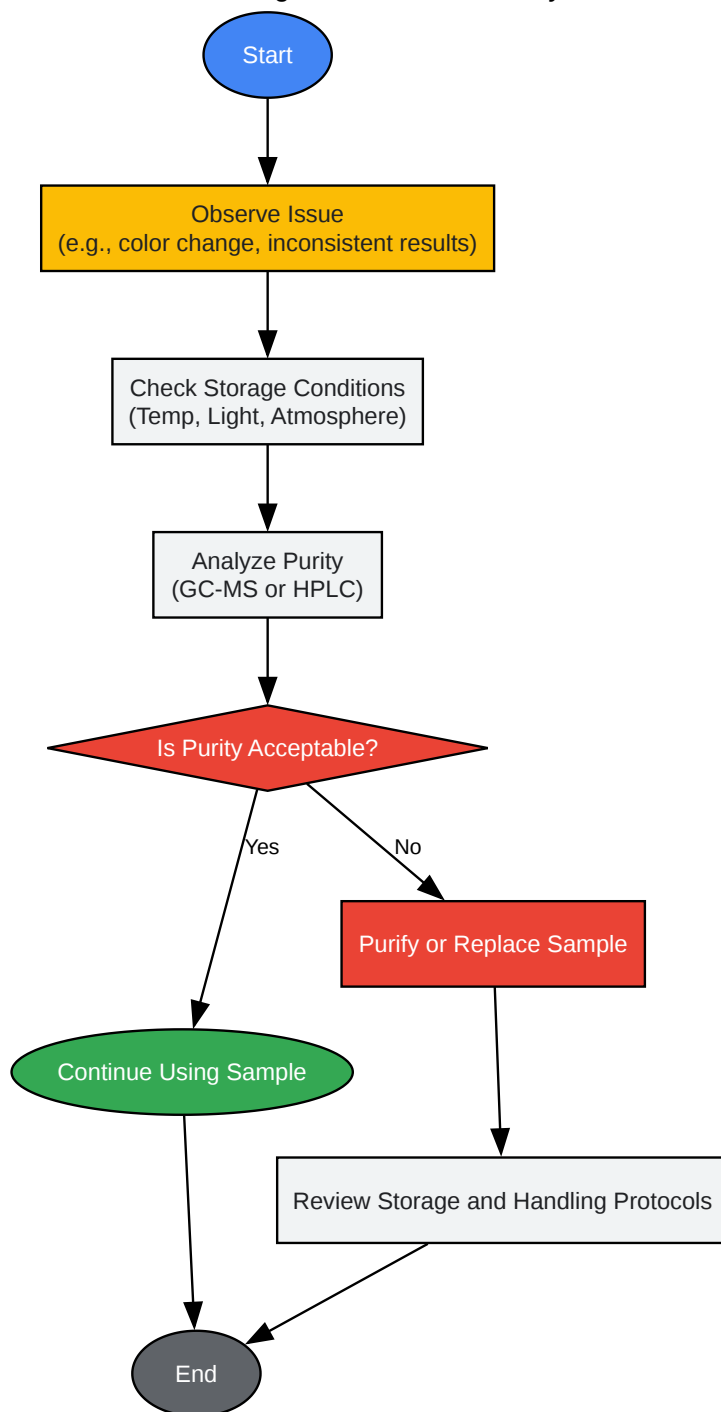 Start
Observe Issue
(e.g., color change, inconsistent results)
Check Storage Conditions
(Temp, Light, Atmosphere)
Analyze Purity
(GC-MS or HPLC)
Is Purity Acceptable?
Yes
No
Purify or Replace Sample
Continue Using Sample
Review Storage and Handling Protocols
End